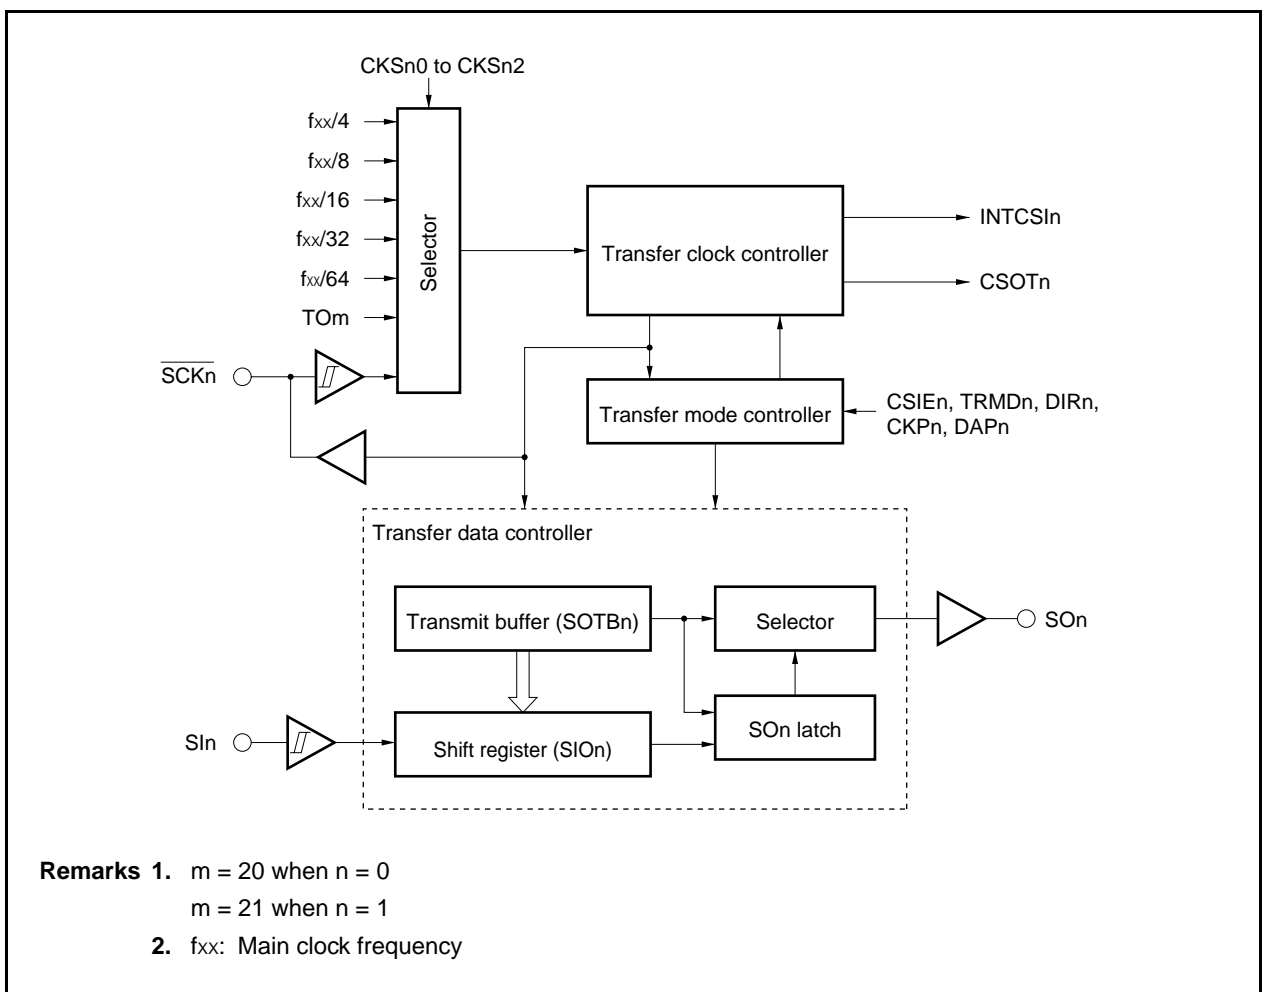 CKSn0 to CKSn2
fxx/4
fxx/8
fxx/16
fxx/32
fxx/64
TOm
SCKn
Selector
Transfer clock controller
INTCSIn
CSOTn
Transfer mode controller
CSIEn, TRMDn, DIRn,
CKPn, DAPn
Transfer data controller
Transmit buffer (SOTBn)
Selector
SOn
SIn
Shift register (SIOn)
SOn latch
Remarks 1. m = 20 when n = 0
m = 21 when n = 1
2. fxx: Main clock frequency